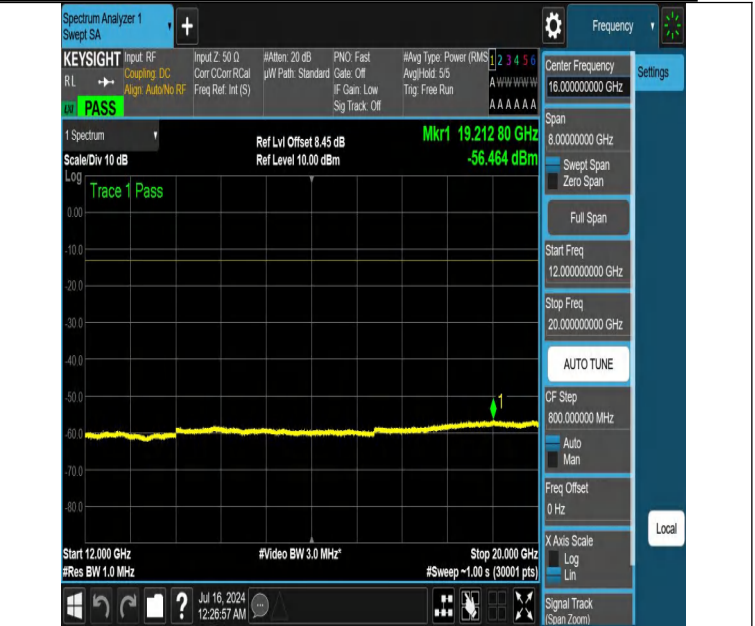 Spectrum Analyzer 1
Swept SA
+
Frequency
KEYSIGHT
RL
PASS
Input: RF
Coupling: DC
Align: Auto/No RF
Input Z: 50 Ω
Corr CCorr RCal
Freq Ref: Int (S)
#Atten: 20 dB
µW Path: Standard
PNO: Fast
Gate: Off
IF Gain: Low
Sig Track: Off
#Avg Type: Power (RMS
Avg|Hold: 5/5
Trig: Free Run
1 2 3 4 5 6
A W W W W W
A A A A A A
1 Spectrum
Scale/Div 10 dB
Ref Lvl Offset 8.45 dB
Ref Level 10.00 dBm
Mkr1 19.212 80 GHz
-56.464 dBm
Log
Trace 1 Pass
0.00
-10.0
-20.0
-30.0
-40.0
-50.0
-60.0
-70.0
-80.0
1
Start 12.000 GHz
#Res BW 1.0 MHz
#Video BW 3.0 MHz*
Stop 20.000 GHz
#Sweep ~1.00 s (30001 pts)
?
Jul 16, 2024
12:26:57 AM
Center Frequency
16.000000000 GHz
Settings
Span
8.00000000 GHz
Swept Span
Zero Span
Full Span
Start Freq
12.000000000 GHz
Stop Freq
20.000000000 GHz
AUTO TUNE
CF Step
800.000000 MHz
Auto
Man
Freq Offset
0 Hz
X Axis Scale
Log
Lin
Local
Signal Track
(Span Zoom)